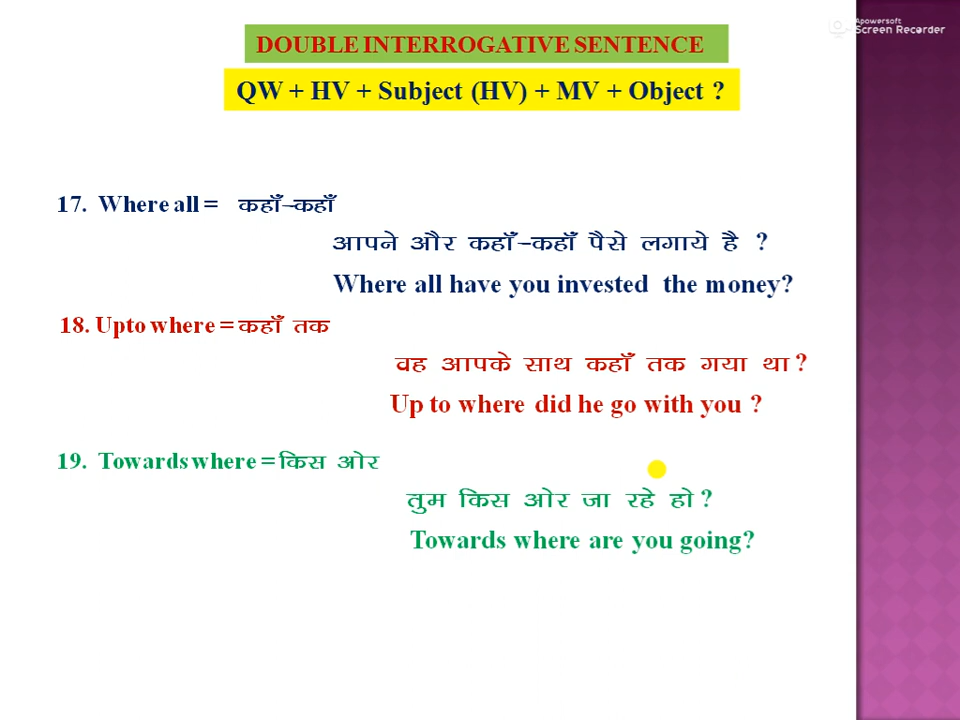 Apowersoft
Screen Recorder
DOUBLE INTERROGATIVE SENTENCE
QW + HV + Subject (HV) + MV + Object ?
17. Where all = कहाँ-कहाँ
आपने और कहाँ-कहाँ पैसे लगाये है ?
Where all have you invested the money?
18. Upto where = कहाँ तक
वह आपके साथ कहाँ तक गया था ?
Up to where did he go with you ?
19. Towards where = किस ओर
तुम किस ओर जा रहे हो ?
Towards where are you going?